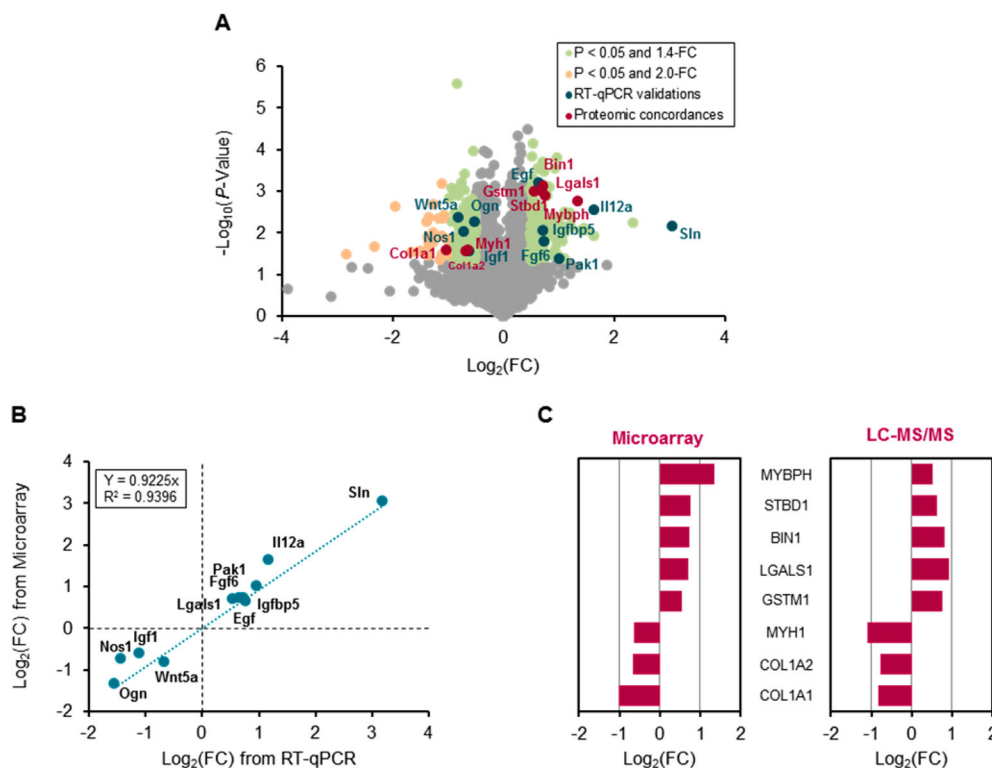 A
P < 0.05 and 1.4-FC
P < 0.05 and 2.0-FC
RT-qPCR validations
Proteomic concordances
6
5
4
3
2
1
0
-Log10(P-Value)
Bin1
Egf
Lgals1
Gstm1
Stbd1
Wnt5a
Ogn
Mybph
Il12a
Nos1
Igfbp5
Sln
Col1a1
Myh1
Fgf6
Col1a2
Igf1
Pak1
-4
-2
0
2
4
Log2(FC)
B
4
3
2
1
0
-1
-2
Log2(FC) from Microarray
Y = 0.9225x
R² = 0.9396
Sln
Il12a
Pak1
Fgf6
Lgals1
Igfbp5
Egf
Igf1
Nos1
Wnt5a
Ogn
-2
-1
0
1
2
3
4
Log2(FC) from RT-qPCR
C
Microarray
LC-MS/MS
MYBPH
STBD1
BIN1
LGALS1
GSTM1
MYH1
COL1A2
COL1A1
-2
-1
0
1
2
Log2(FC)
-2
-1
0
1
2
Log2(FC)